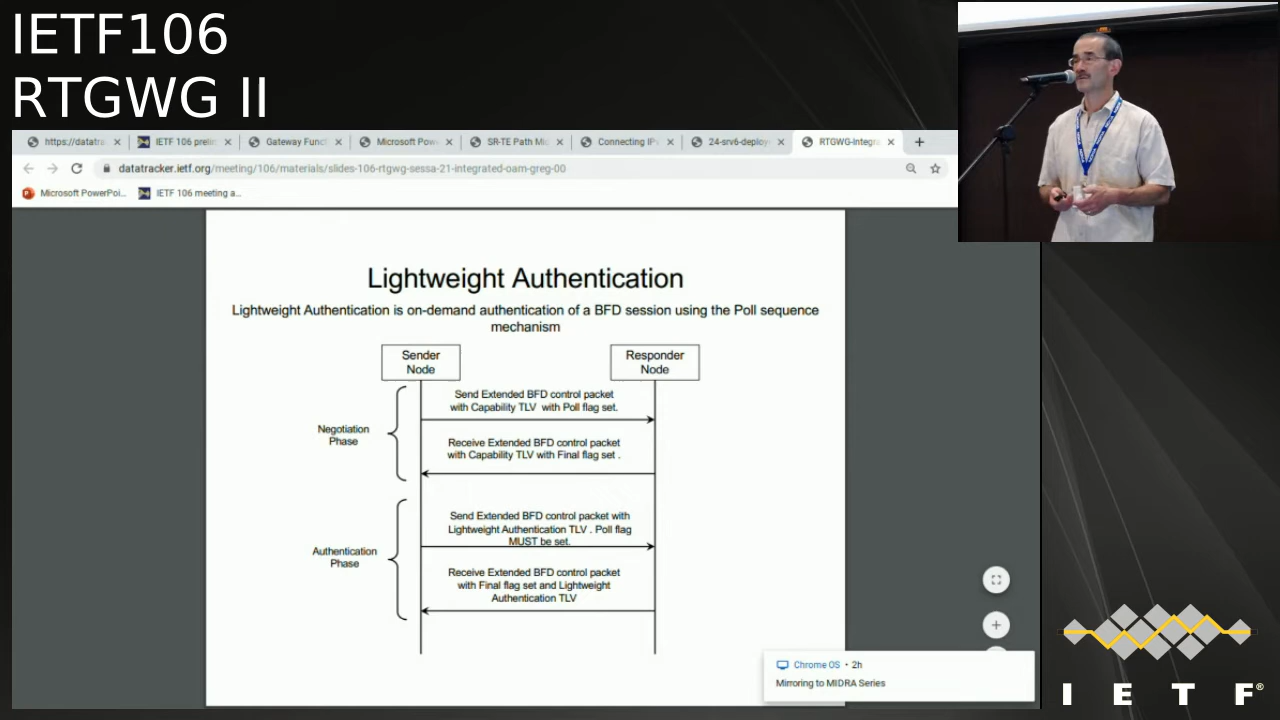 IETF106
RTGWG II
https://datatra
IETF 106 preli
Gateway Func
Microsoft Pow
SR-TE Path Mi
Connecting IP
24-srv6-deploy
RTGWG-Integra
datatracker.ietf.org/meeting/106/materials/slides-106-rtgwg-sessa-21-integrated-oam-greg-00
Microsoft PowerPoi...
IETF 106 meeting a...
Lightweight Authentication
Lightweight Authentication is on-demand authentication of a BFD session using the Poll sequence
mechanism
Sender
Node
Responder
Node
Send Extended BFD control packet
with Capability TLV with Poll flag set.
Negotiation
Phase
Receive Extended BFD control packet
with Capability TLV with Final flag set .
Send Extended BFD control packet with
Lightweight Authentication TLV . Poll flag
MUST be set.
Authentication
Phase
Receive Extended BFD control packet
with Final flag set and Lightweight
Authentication TLV
Chrome OS • 2h
Mirroring to MIDRA Series
I E T F®